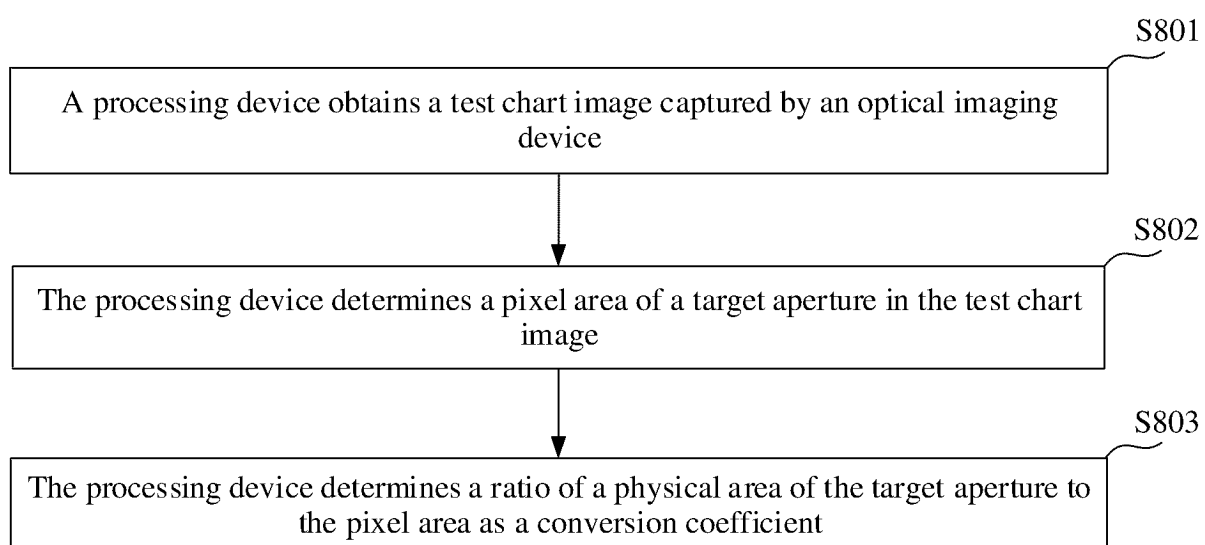 S801
A processing device obtains a test chart image captured by an optical imaging
device
S802
The processing device determines a pixel area of a target aperture in the test chart
image
S803
The processing device determines a ratio of a physical area of the target aperture to
the pixel area as a conversion coefficient